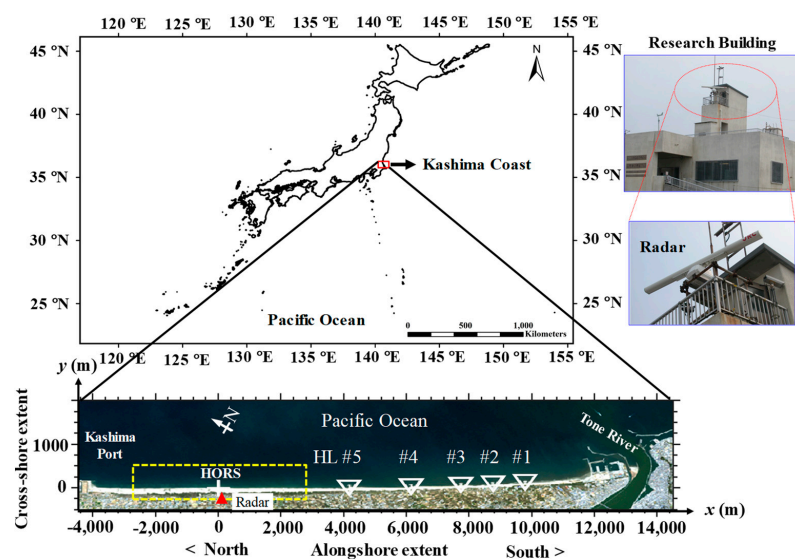 120 °E 125 °E 130 °E 135 °E 140 °E 145 °E 150 °E 155 °E
45 °N 45 °N
N
40 °N 40 °N
Kashima Coast
35 °N 35 °N
30 °N 30 °N
25 °N 25 °N
Pacific Ocean
0 500 1,000
Kilometers
120 °E 125 °E 130 °E 135 °E 140 °E 145 °E 150 °E 155 °E
Research Building
Radar
y (m)
Cross-shore extent
1000
0
N
Pacific Ocean
Kashima
Port
HORS
Radar
HL #5 #4 #3 #2 #1
Tone River
-4,000 -2,000 0 2,000 4,000 6,000 8,000 10,000 12,000 14,000
x (m)
< North Alongshore extent South >